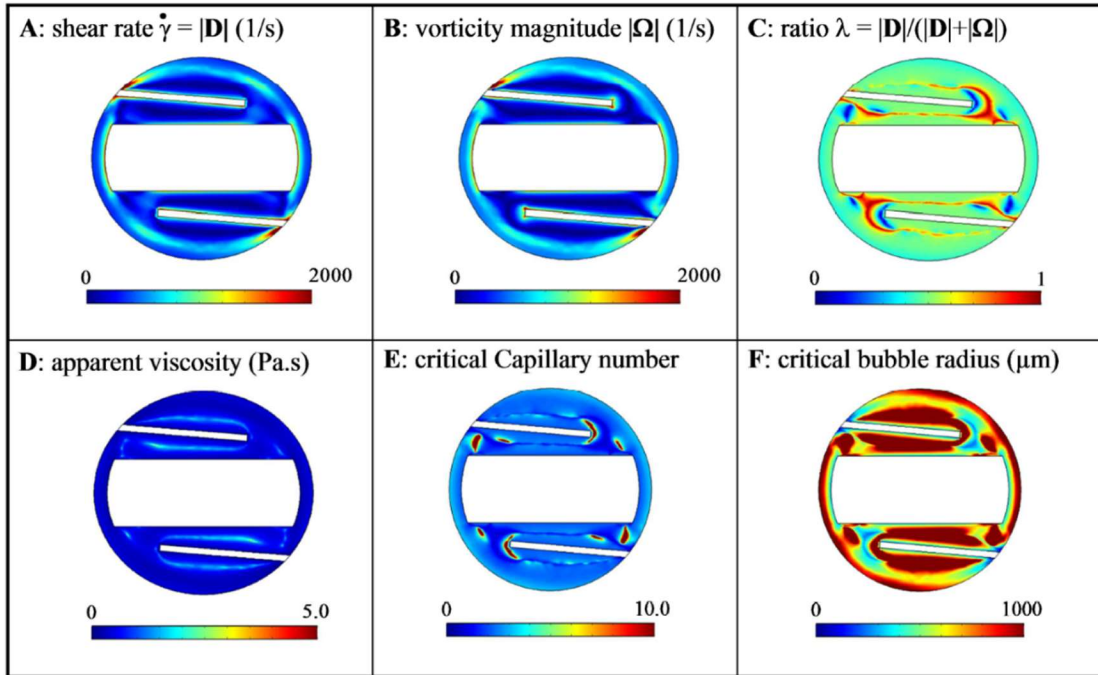 A: shear rate γ̇ = |D| (1/s)
B: vorticity magnitude |Ω| (1/s)
C: ratio λ = |D|/(|D|+|Ω|)
0 2000
0 2000
0 1
D: apparent viscosity (Pa.s)
E: critical Capillary number
F: critical bubble radius (µm)
0 5.0
0 10.0
0 1000